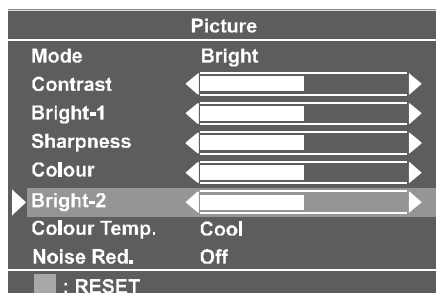 Picture
Mode Bright
Contrast
Bright-1
Sharpness
Colour
Bright-2
Colour Temp. Cool
Noise Red. Off
: RESET